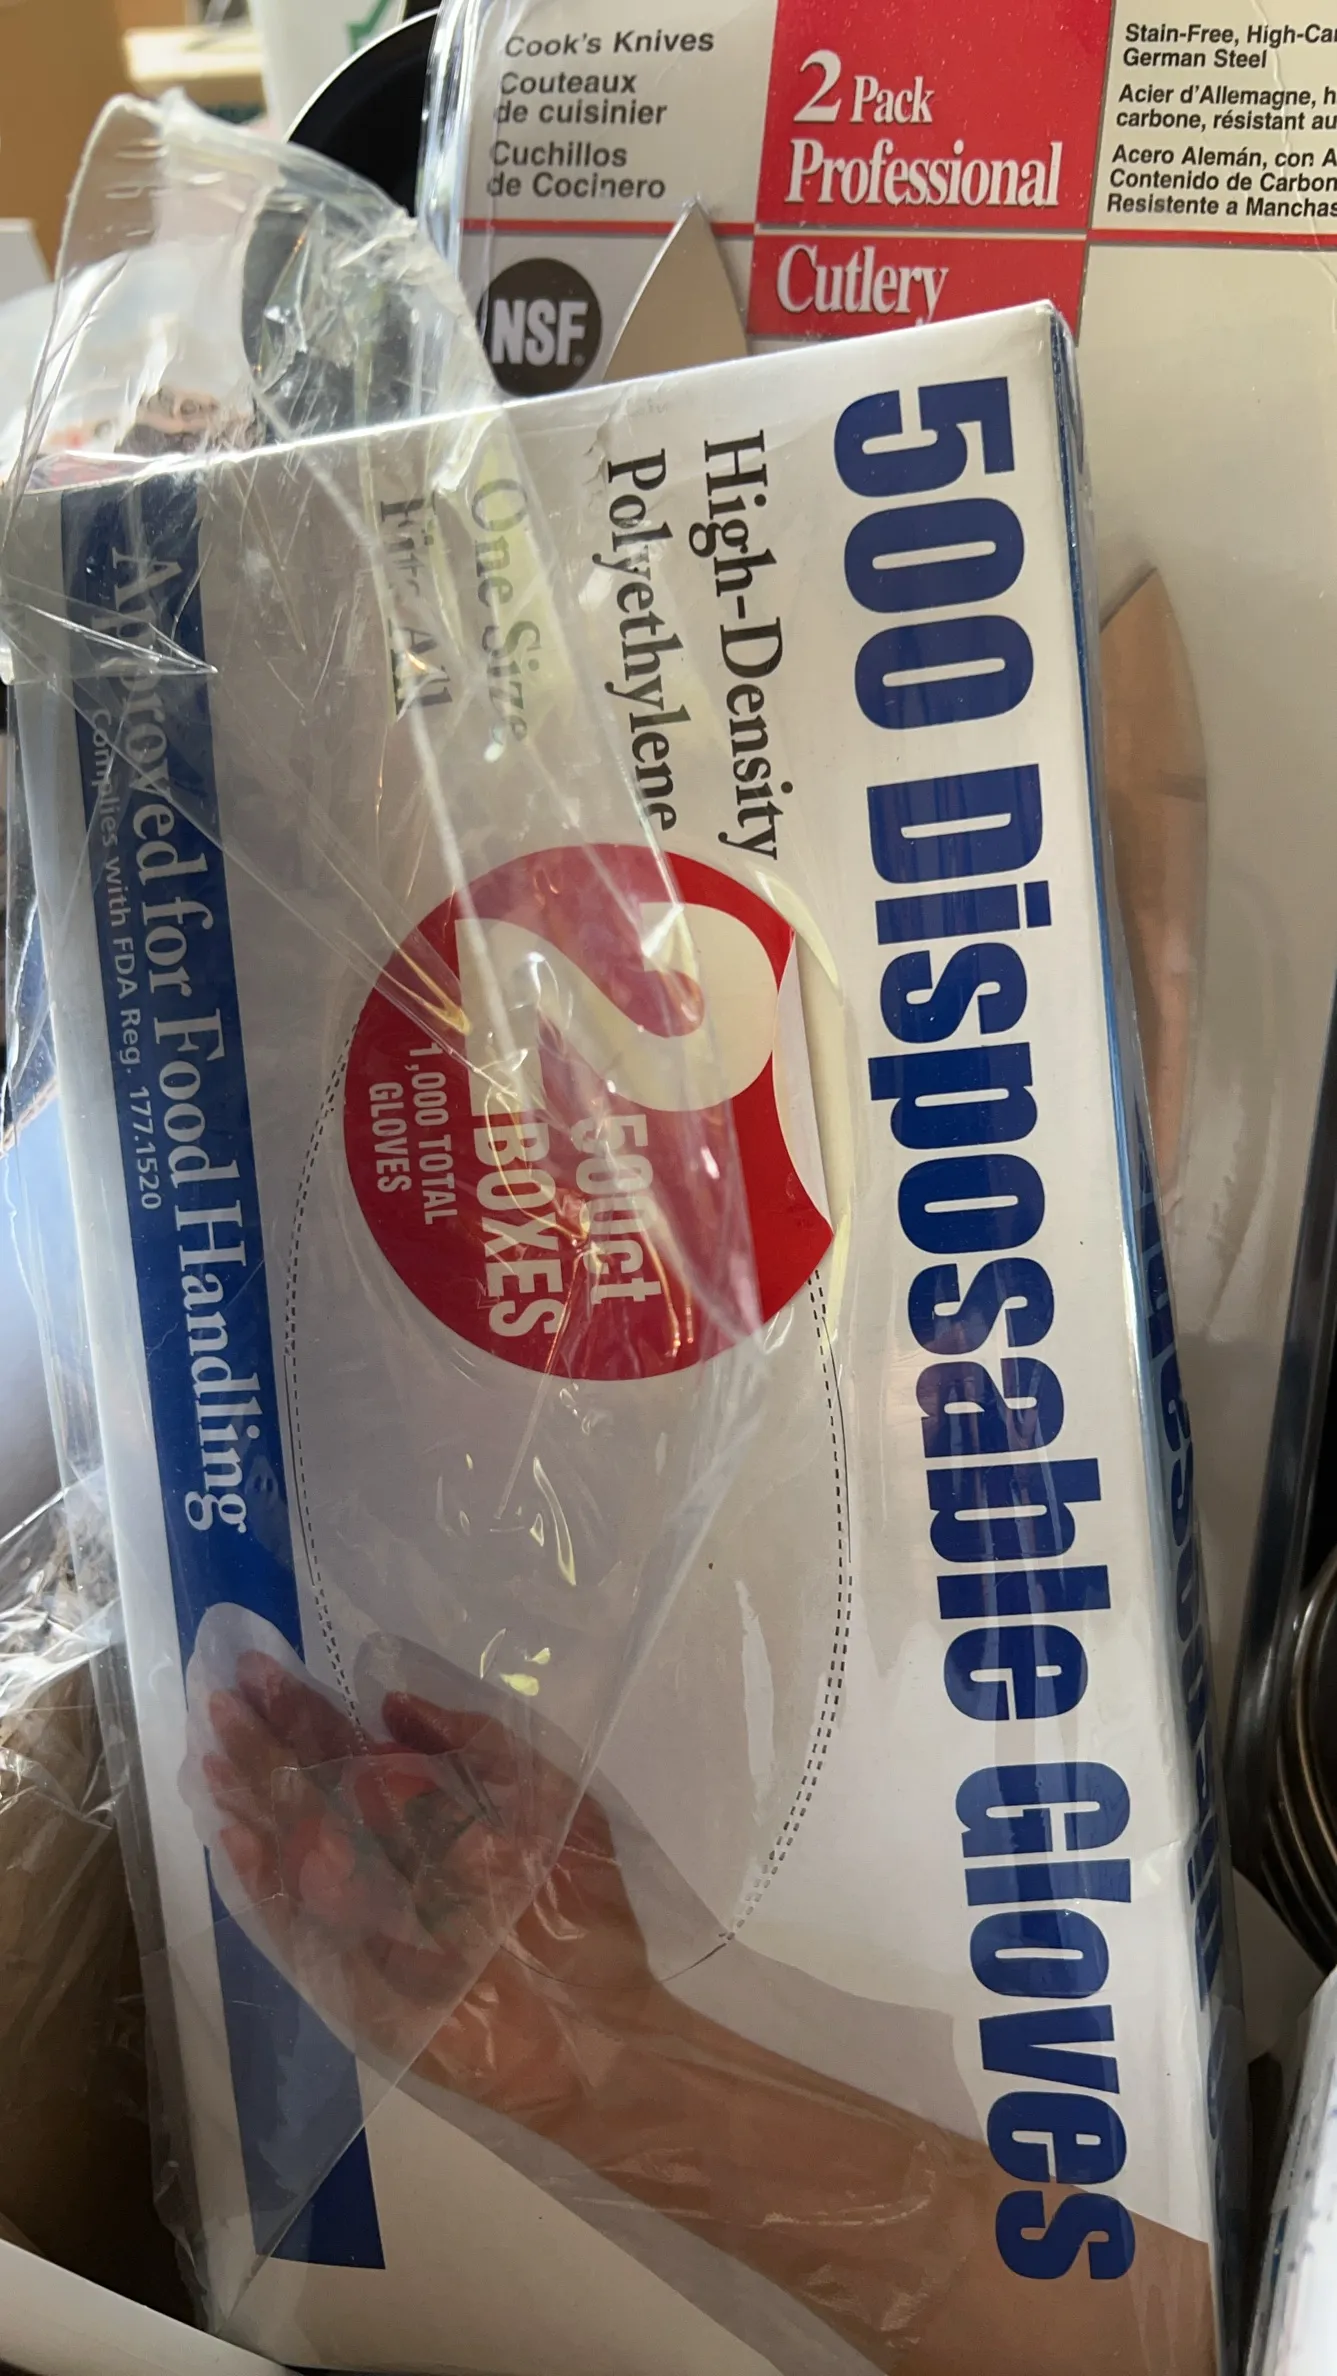 Cook's Knives
Couteaux
de cuisinier
Cuchillos
de Cocinero
2 Pack
Professional
Cutlery
Stain-Free, High-Ca
German Steel
Acier d'Allemagne, h
carbone, résistant au
Acero Alemán, con A
Contenido de Carbon
Resistente a Manchas
NSF
500 Disposable Gloves
High-Density
Polyethylene
One Size
Fits All
2
500ct
BOXES
1,000 TOTAL
GLOVES
Approved for Food Handling
Complies with FDA Reg. 177.1520